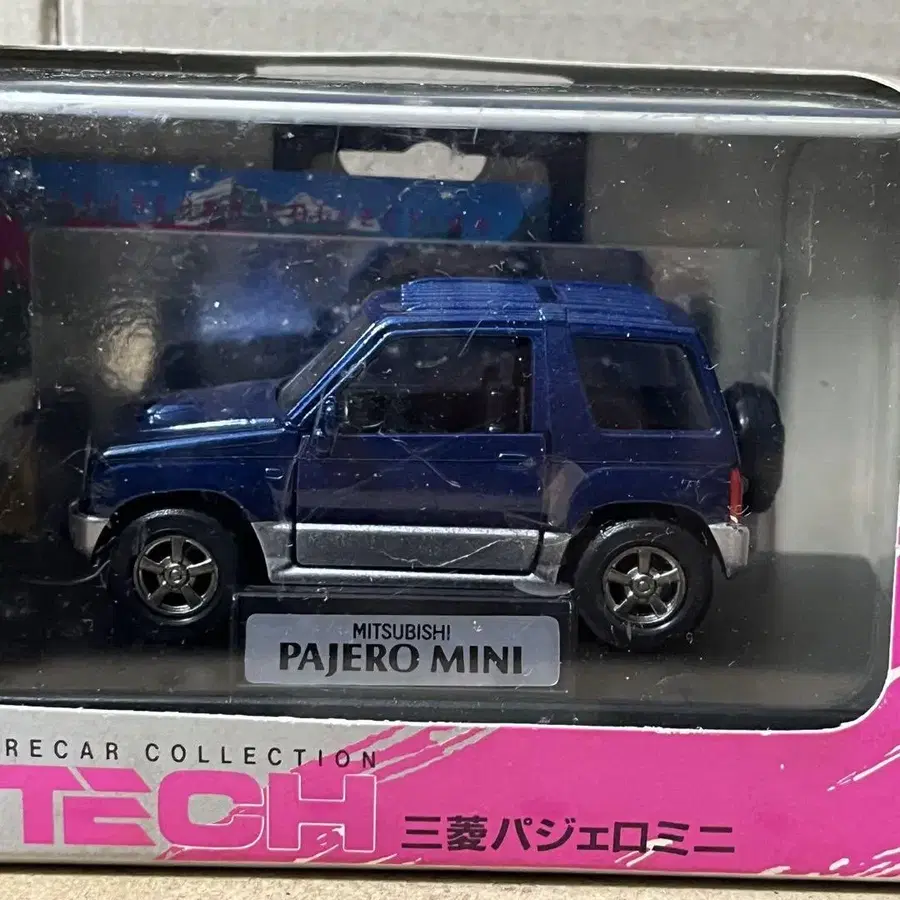 MITSUBISHI
PAJERO MINI
RECAR COLLECTION
TECH
三菱パジェロミニ